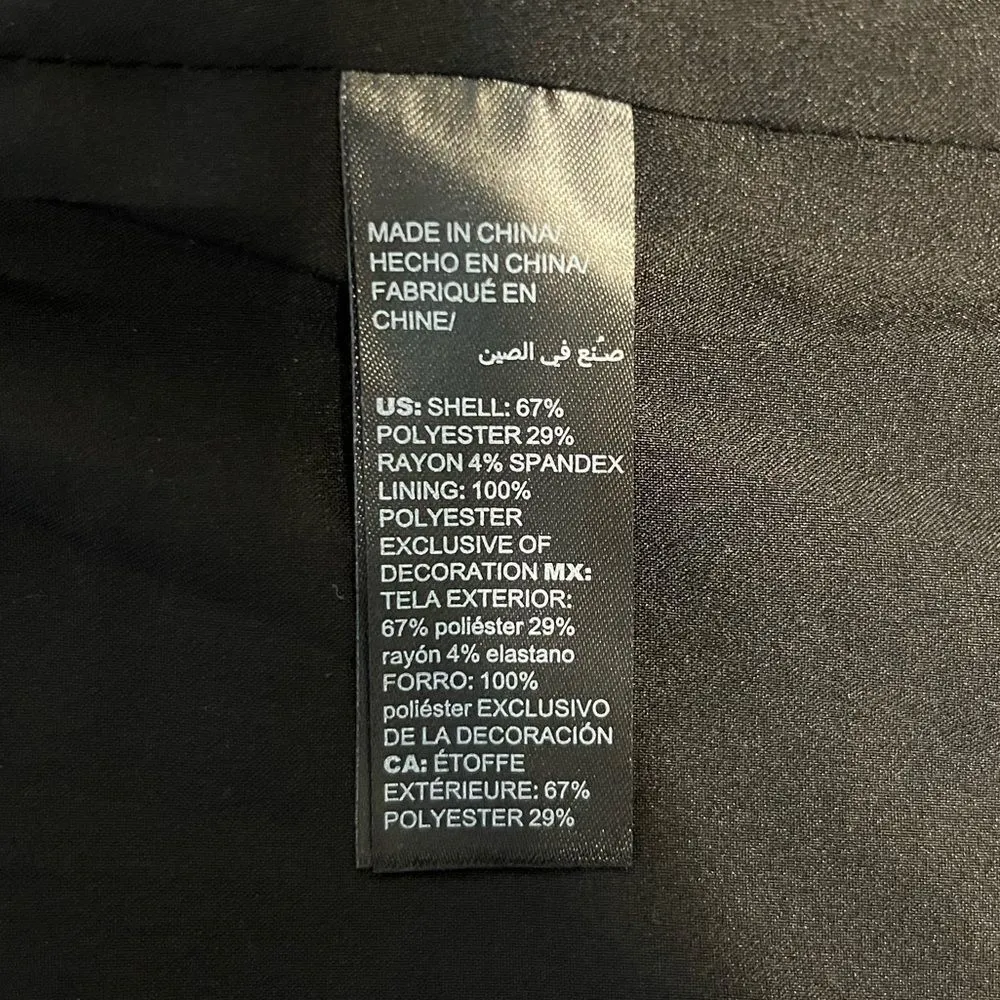 MADE IN CHINA/
HECHO EN CHINA/
FABRIQUÉ EN
CHINE/
صُنع في الصين
US: SHELL: 67%
POLYESTER 29%
RAYON 4% SPANDEX
LINING: 100%
POLYESTER
EXCLUSIVE OF
DECORATION MX:
TELA EXTERIOR:
67% poliéster 29%
rayón 4% elastano
FORRO: 100%
poliéster EXCLUSIVO
DE LA DECORACIÓN
CA: ÉTOFFE
EXTÉRIEURE: 67%
POLYESTER 29%